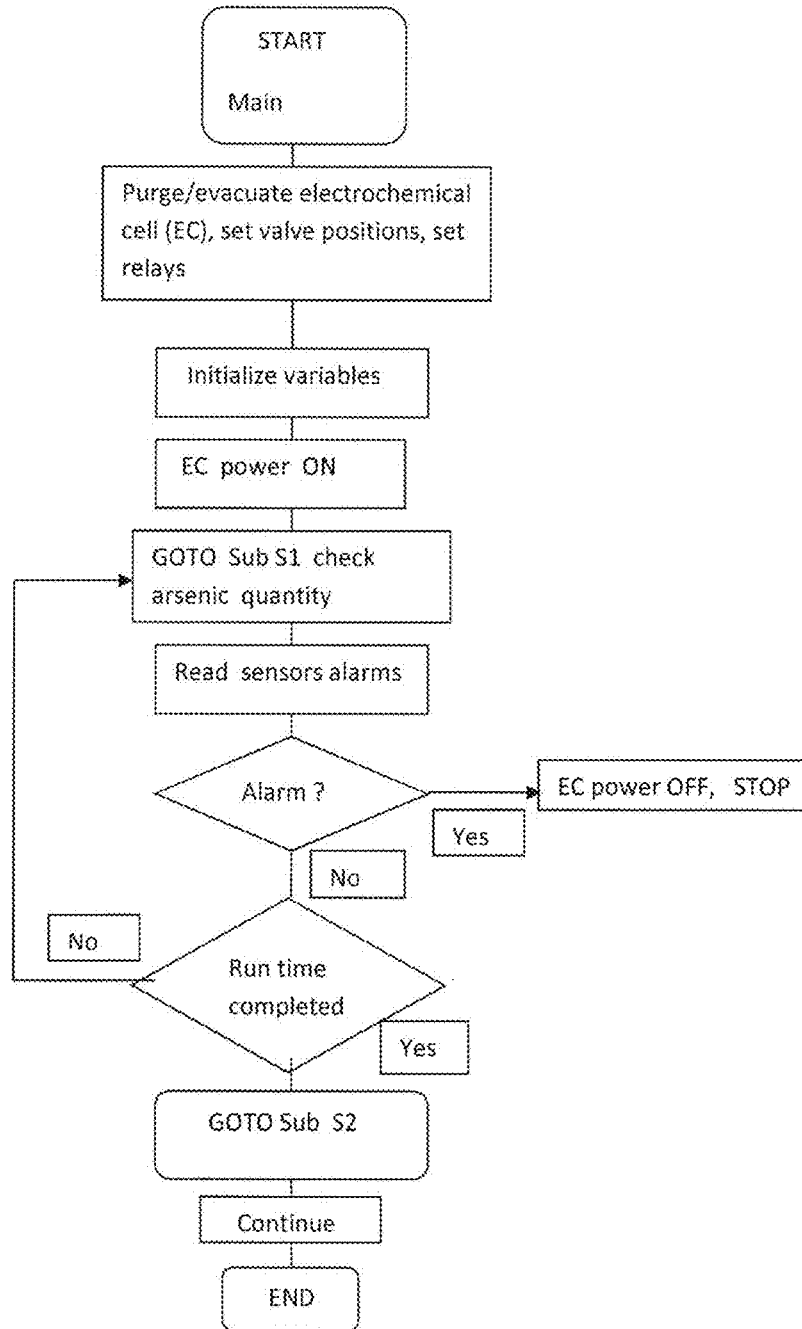 START
Main
Purge/evacuate electrochemical
cell (EC), set valve positions, set
relays
Initialize variables
EC power ON
GOTO Sub S1 check
arsenic quantity
Read sensors alarms
Alarm ?
EC power OFF, STOP
Yes
No
No
Run time
completed
Yes
GOTO Sub S2
Continue
END